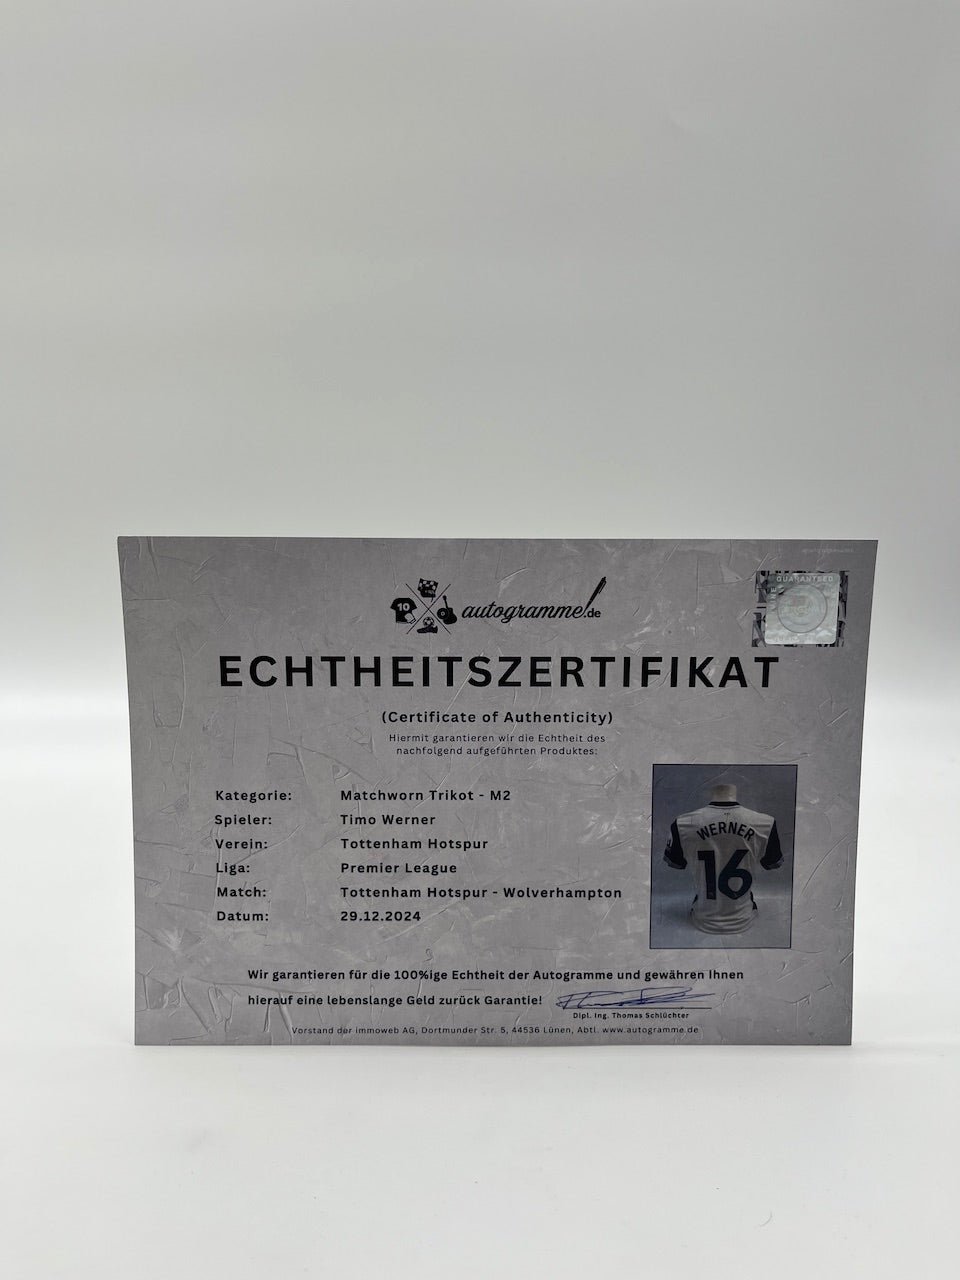 autogramme!.de
GUARANTEED
ECHTHEITSZERTIFIKAT
(Certificate of Authenticity)
Hiermit garantieren wir die Echtheit des
nachfolgend aufgeführten Produktes:
Kategorie: Matchworn Trikot - M2
Spieler: Timo Werner
Verein: Tottenham Hotspur
Liga: Premier League
Match: Tottenham Hotspur - Wolverhampton
Datum: 29.12.2024
WERNER
16
Wir garantieren für die 100%ige Echtheit der Autogramme und gewähren Ihnen
hierauf eine lebenslange Geld zurück Garantie!
Dipl. Ing. Thomas Schlüchter
Vorstand der immoweb AG, Dortmunder Str. 5, 44536 Lünen, Abtl. www.autogramme.de